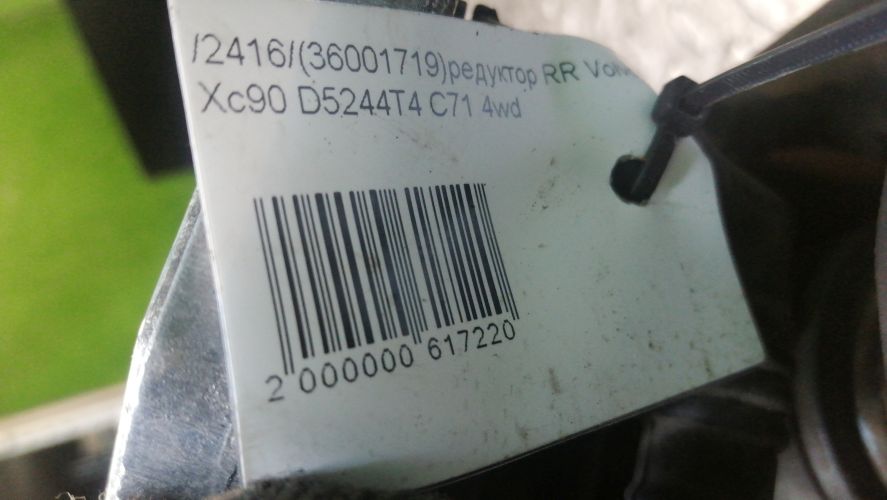 /2416/(36001719)редуктор RR
Xc90 D5244T4 C71 4wd
2 000000 617220